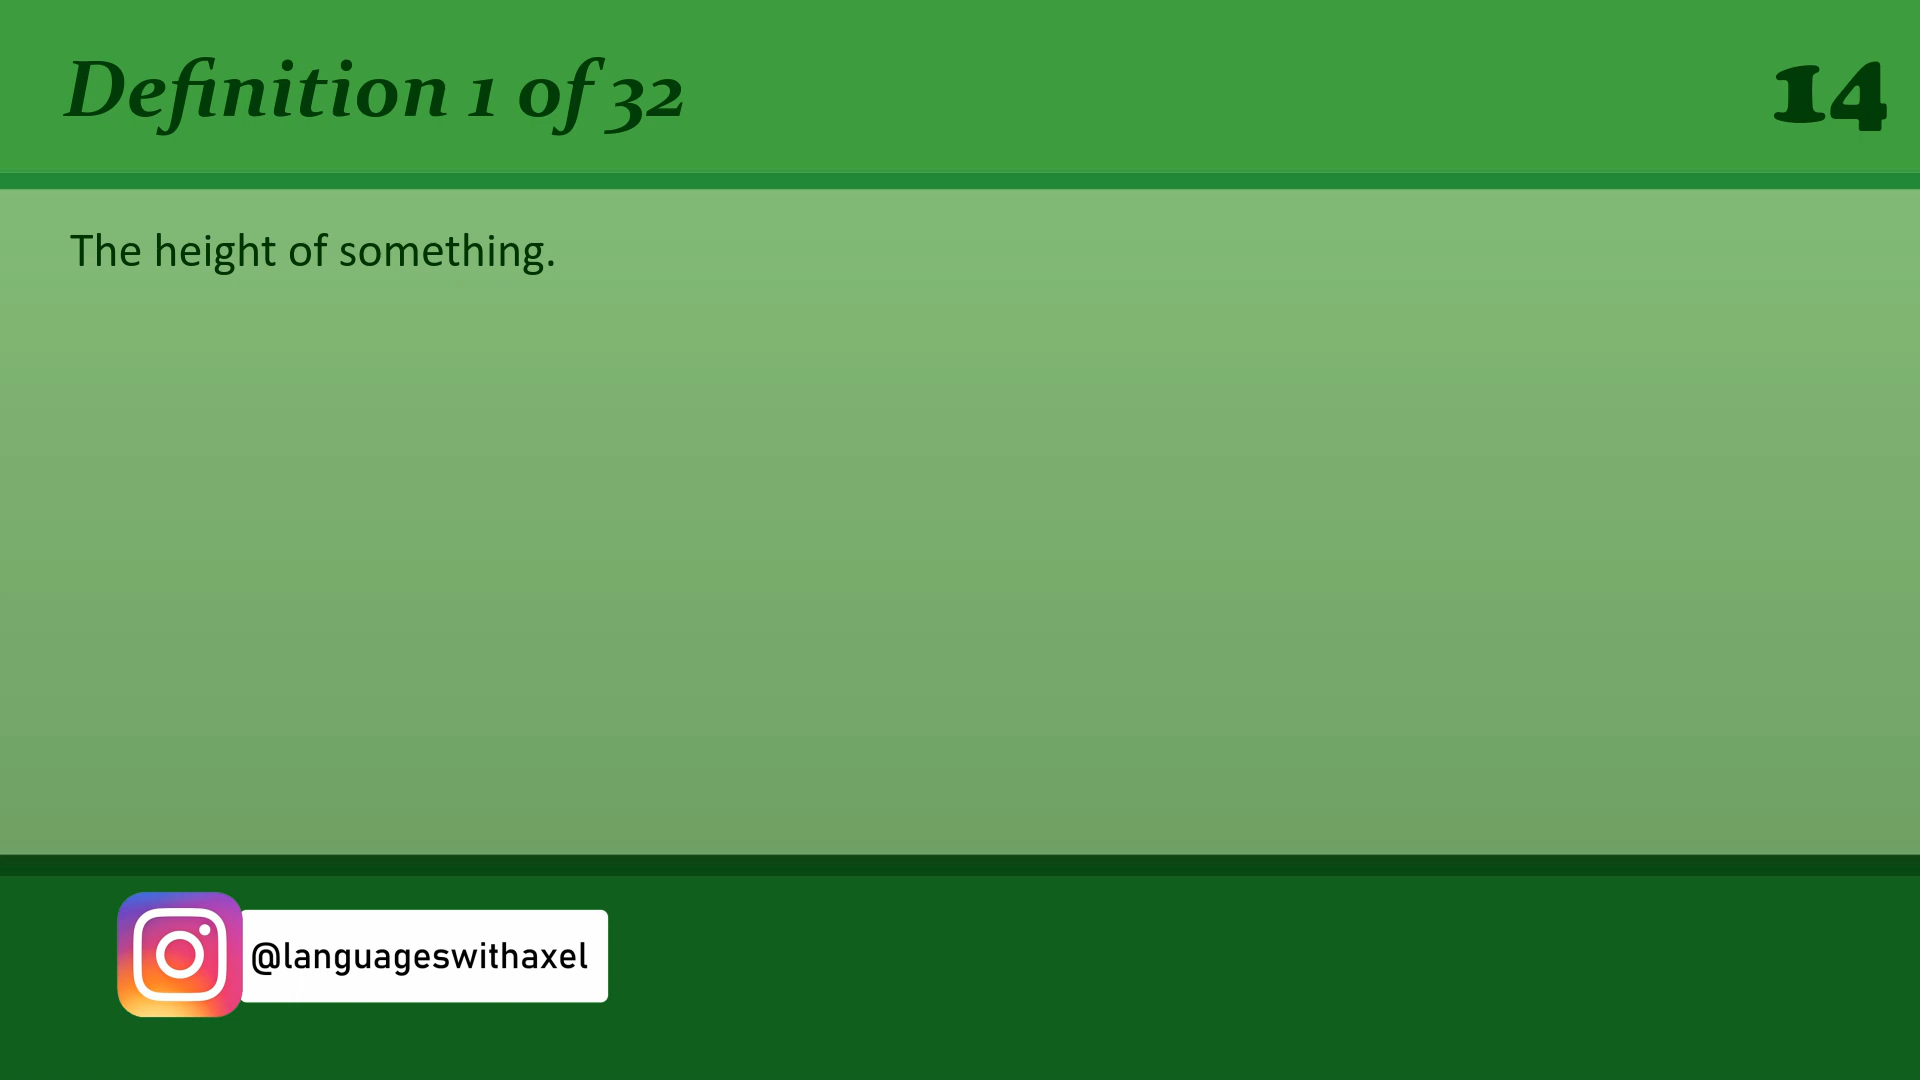 Definition 1 of 32
14
The height of something.
@languageswithaxel